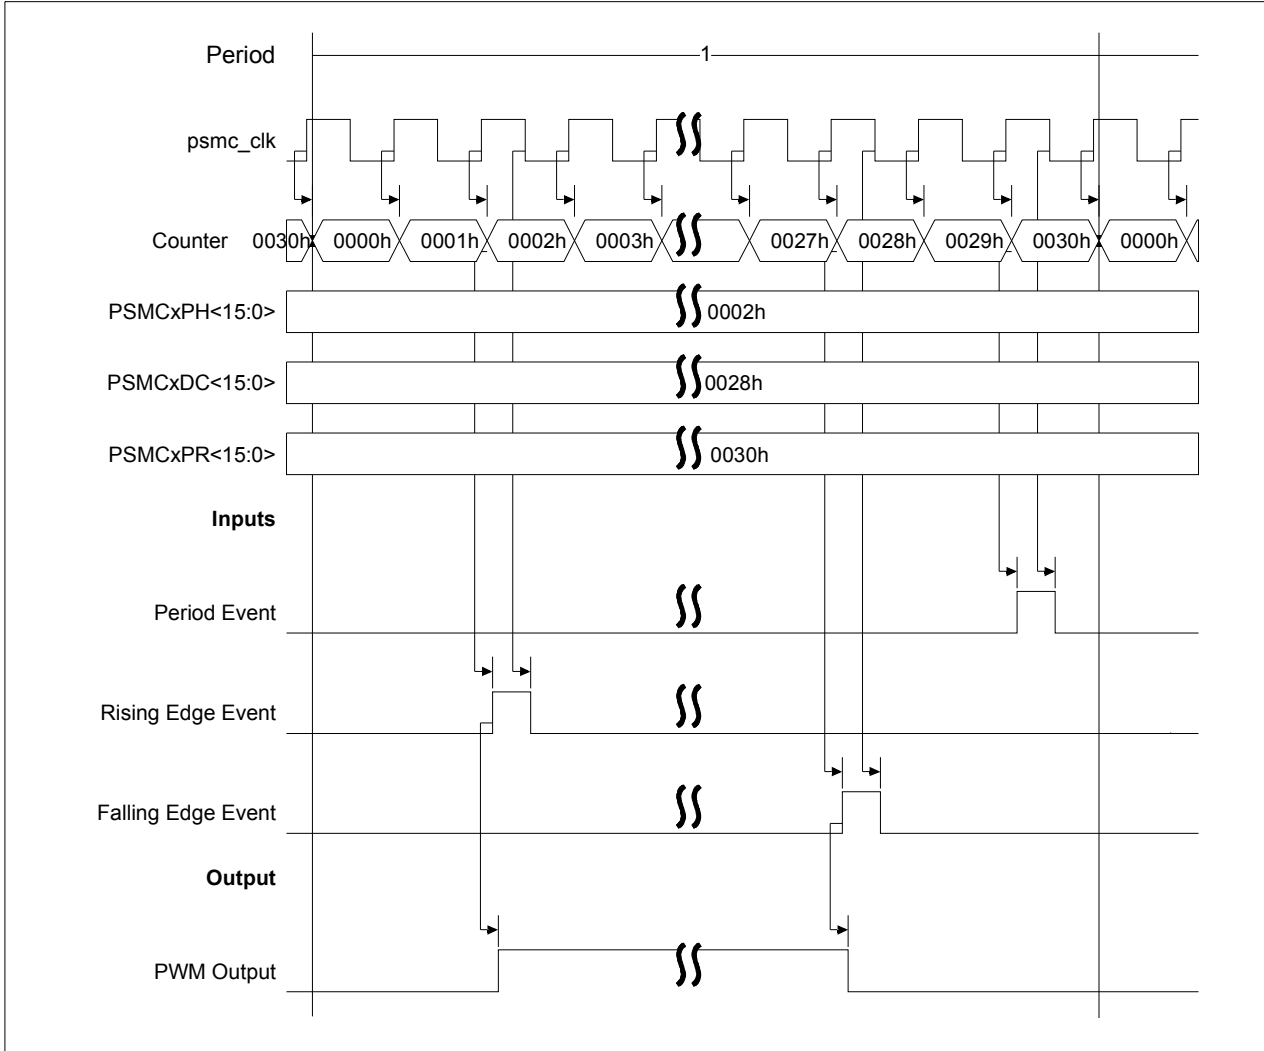 Period
1
psmc_clk
Counter 0030h 0000h 0001h 0002h 0003h 0027h 0028h 0029h 0030h 0000h
PSMCxPH<15:0> 0002h
PSMCxDC<15:0> 0028h
PSMCxPR<15:0> 0030h
Inputs
Period Event
Rising Edge Event
Falling Edge Event
Output
PWM Output